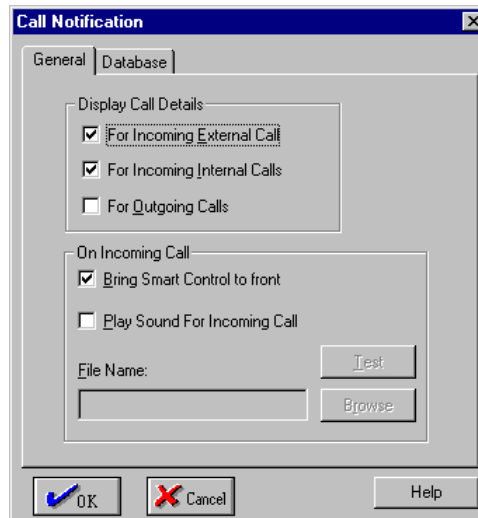 Call Notification
General
Database
Display Call Details
For Incoming External Call
For Incoming Internal Calls
For Outgoing Calls
On Incoming Call
Bring Smart Control to front
Play Sound For Incoming Call
Test
File Name:
Browse
OK
Cancel
Help